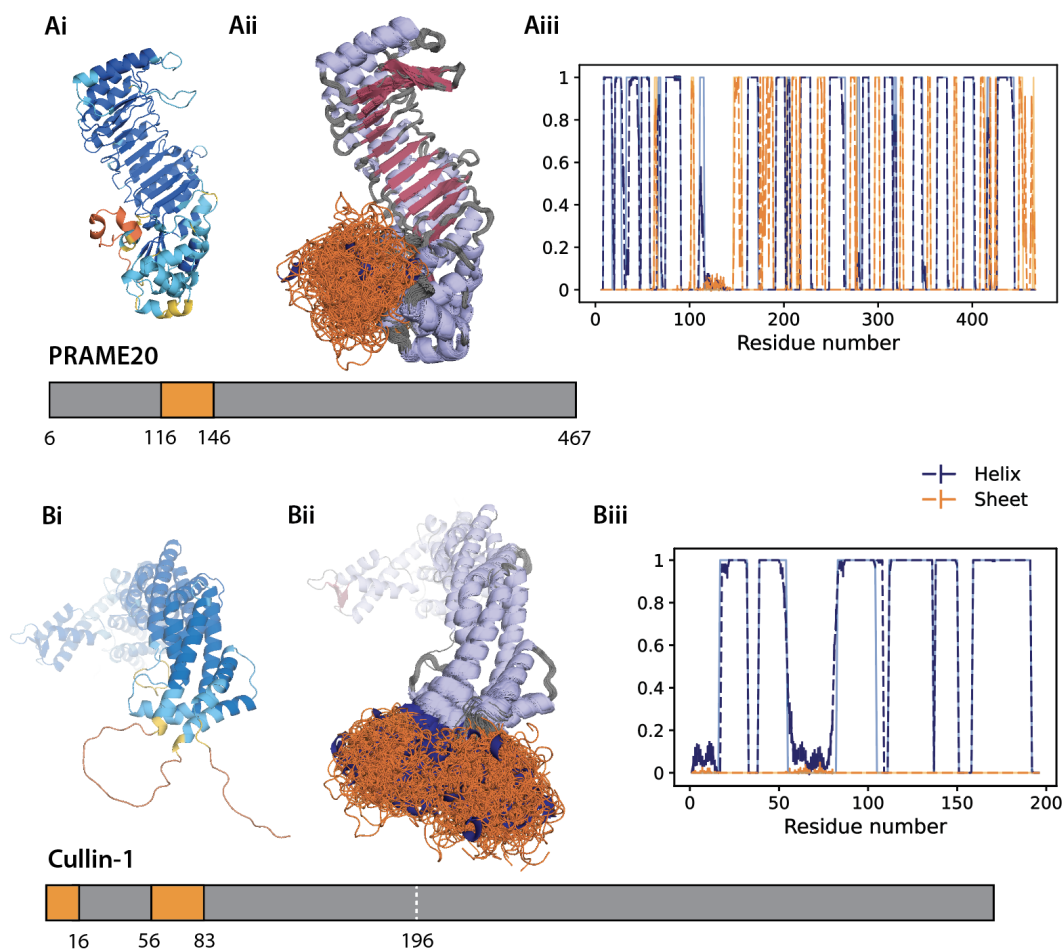 Ai
Aii
Aiii
1
0.8
0.6
0.4
0.2
0
0 100 200 300 400
Residue number
PRAME20
6 116 146 467
Helix
Sheet
Bi
Bii
Biii
1
0.8
0.6
0.4
0.2
0
0 50 100 150 200
Residue number
Cullin-1
16 56 83 196